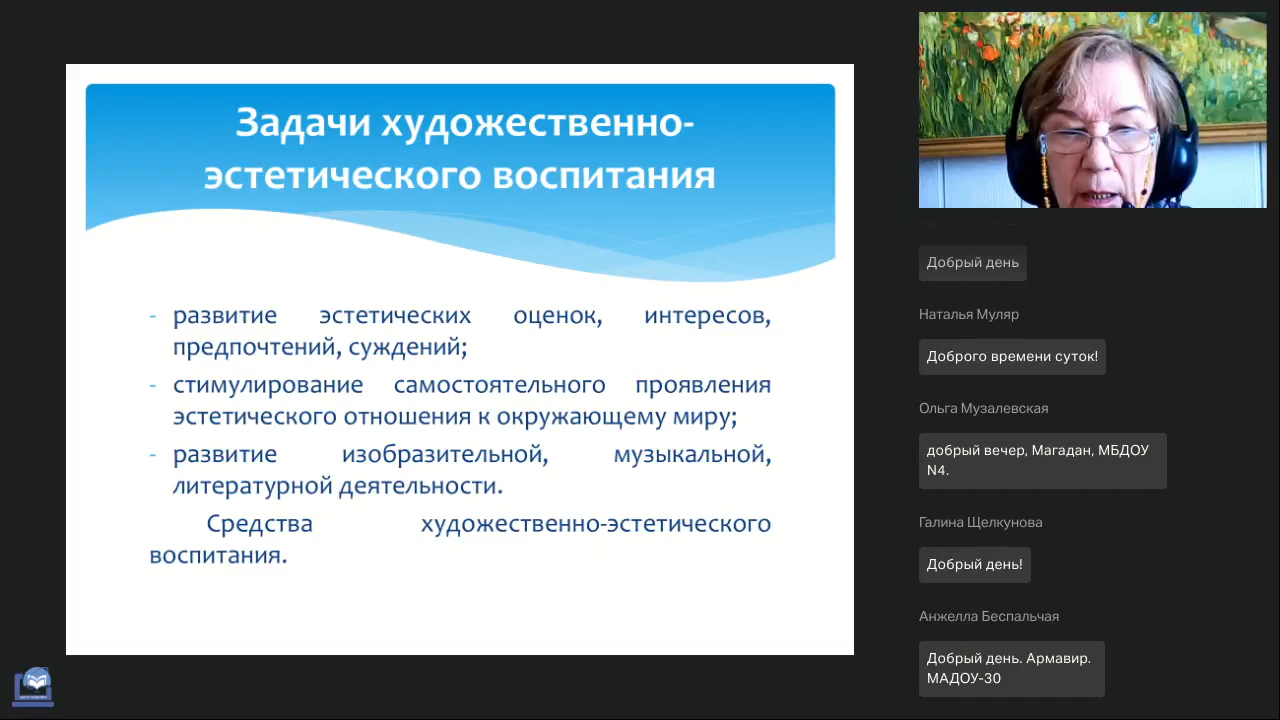 Задачи художественно-
эстетического воспитания
- развитие эстетических оценок, интересов,
предпочтений, суждений;
- стимулирование самостоятельного проявления
эстетического отношения к окружающему миру;
- развитие изобразительной, музыкальной,
литературной деятельности.
Средства художественно-эстетического
воспитания.
Добрый день
Наталья Муляр
Доброго времени суток!
Ольга Музалевская
добрый вечер, Магадан, МБДОУ
N4.
Галина Щелкунова
Добрый день!
Анжелла Беспальчая
Добрый день. Армавир.
МАДОУ-30